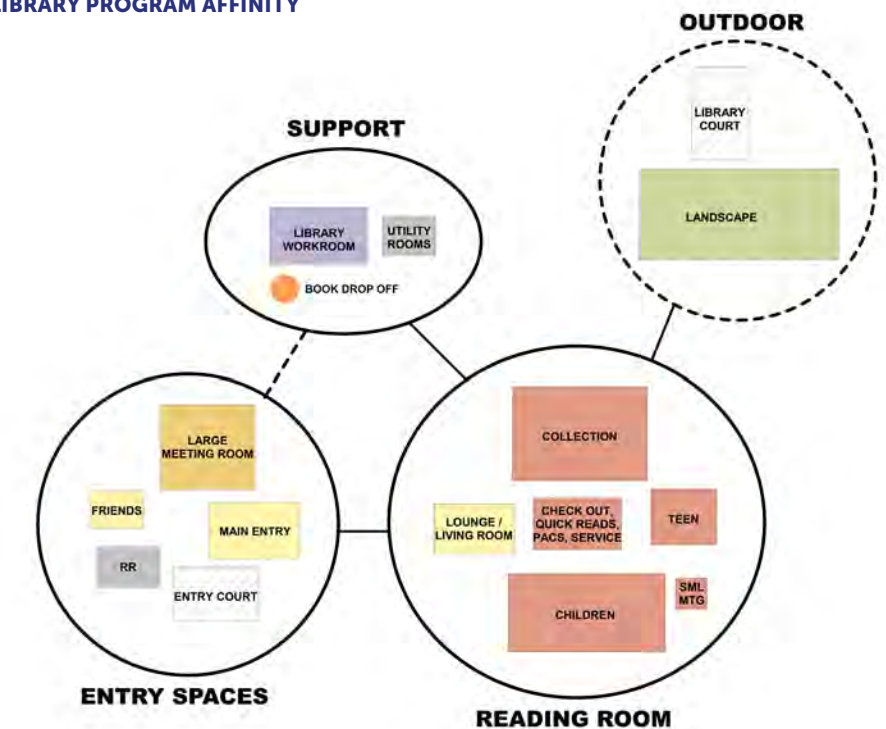 LIBRARY PROGRAM AFFINITY
OUTDOOR
LIBRARY
COURT
LANDSCAPE
SUPPORT
LIBRARY
WORKROOM
UTILITY
ROOMS
BOOK DROP OFF
LARGE
MEETING ROOM
FRIENDS
MAIN ENTRY
RR
ENTRY COURT
ENTRY SPACES
COLLECTION
LOUNGE /
LIVING ROOM
CHECK OUT,
QUICK READS,
PACS, SERVICE
TEEN
CHILDREN
SML
MTG
READING ROOM